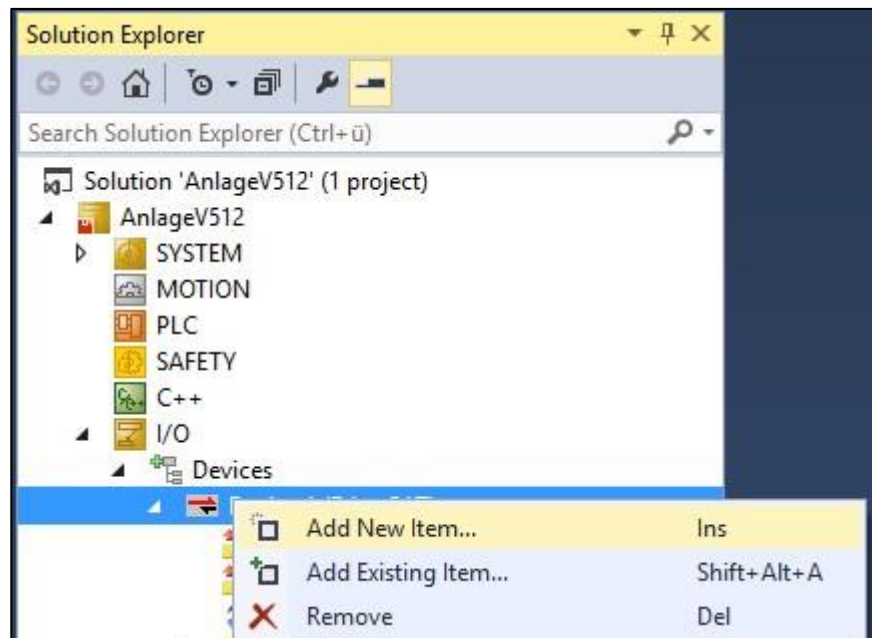 Solution Explorer
Search Solution Explorer (Ctrl+ü)
Solution 'AnlageV512' (1 project)
AnlageV512
SYSTEM
MOTION
PLC
SAFETY
C++
I/O
Devices
Add New Item... Ins
Add Existing Item... Shift+Alt+A
Remove Del